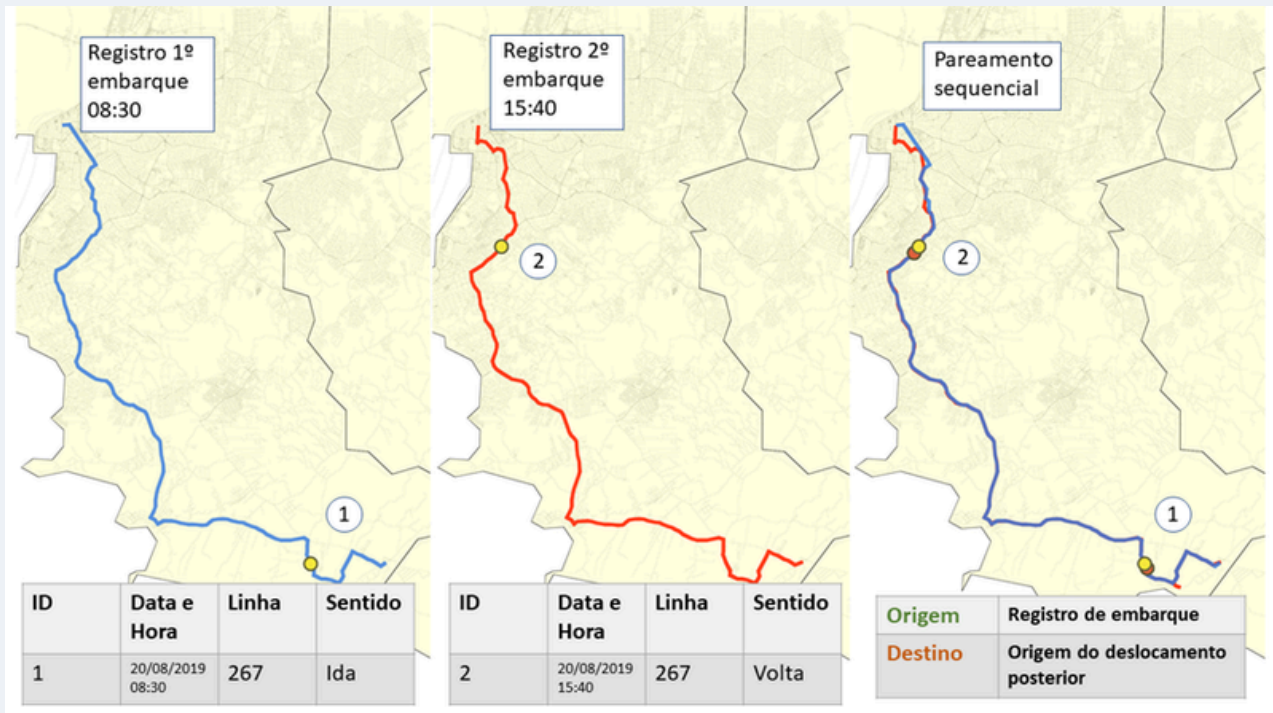 Registro 1º
embarque
08:30
Registro 2º
embarque
15:40
Pareamento
sequencial
2
2
1
1
ID Data e Hora Linha Sentido
1 20/08/2019 08:30 267 Ida
ID Data e Hora Linha Sentido
2 20/08/2019 15:40 267 Volta
Origem Registro de embarque
Destino Origem do deslocamento
posterior